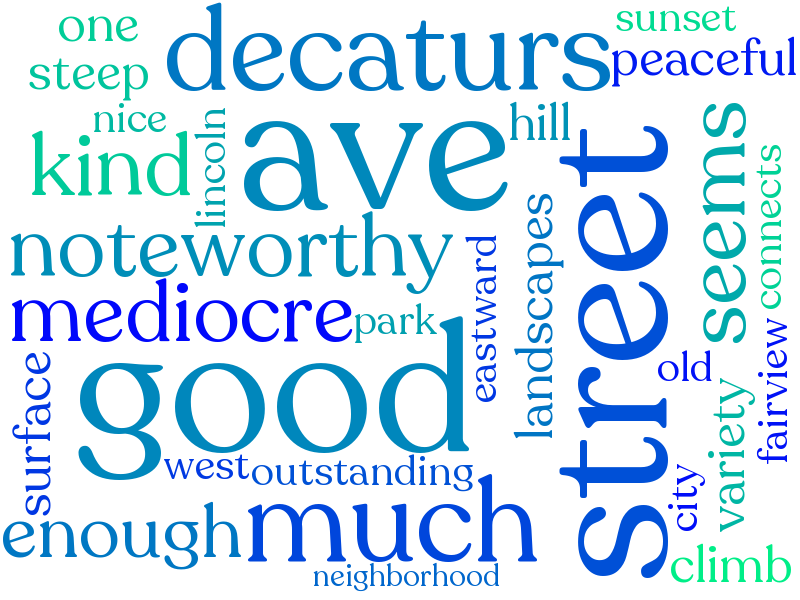 one
decaturs
sunset
peaceful
steep
nice
lincoln
ave
hill
kind
street
seems
connects
noteworthy
eastward
landscapes
mediocre
park
good
old
fairview
surface
west
outstanding
variety
city
enough
much
climb
neighborhood